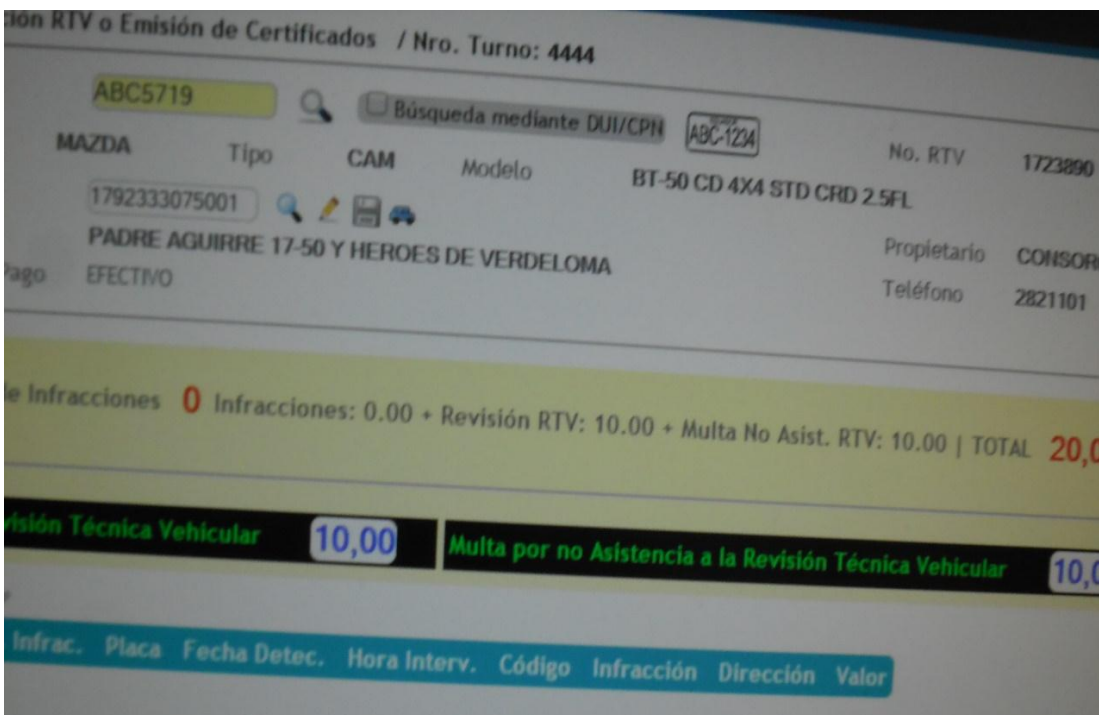 ción RTV o Emisión de Certificados / Nro. Turno: 4444
ABC5719 Búsqueda mediante DUI/CPN ABC-1234 No. RTV 1723890
MAZDA Tipo CAM Modelo BT-50 CD 4X4 STD CRD 2.5FL
1792333075001 Propietario CONSOR
PADRE AGUIRRE 17-50 Y HEROES DE VERDELOMA Teléfono 2821101
Pago EFECTIVO
de Infracciones 0 Infracciones: 0.00 + Revisión RTV: 10.00 + Multa No Asist. RTV: 10.00 | TOTAL 20,0
visión Técnica Vehicular 10,00 Multa por no Asistencia a la Revisión Técnica Vehicular 10,0
Infrac. Placa Fecha Detec. Hora Interv. Código Infracción Dirección Valor